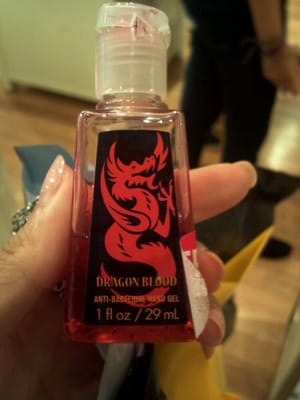 DRAGON BLOOD
ANTI-BACTERIAL HAND GEL
1 fl oz / 29 mL